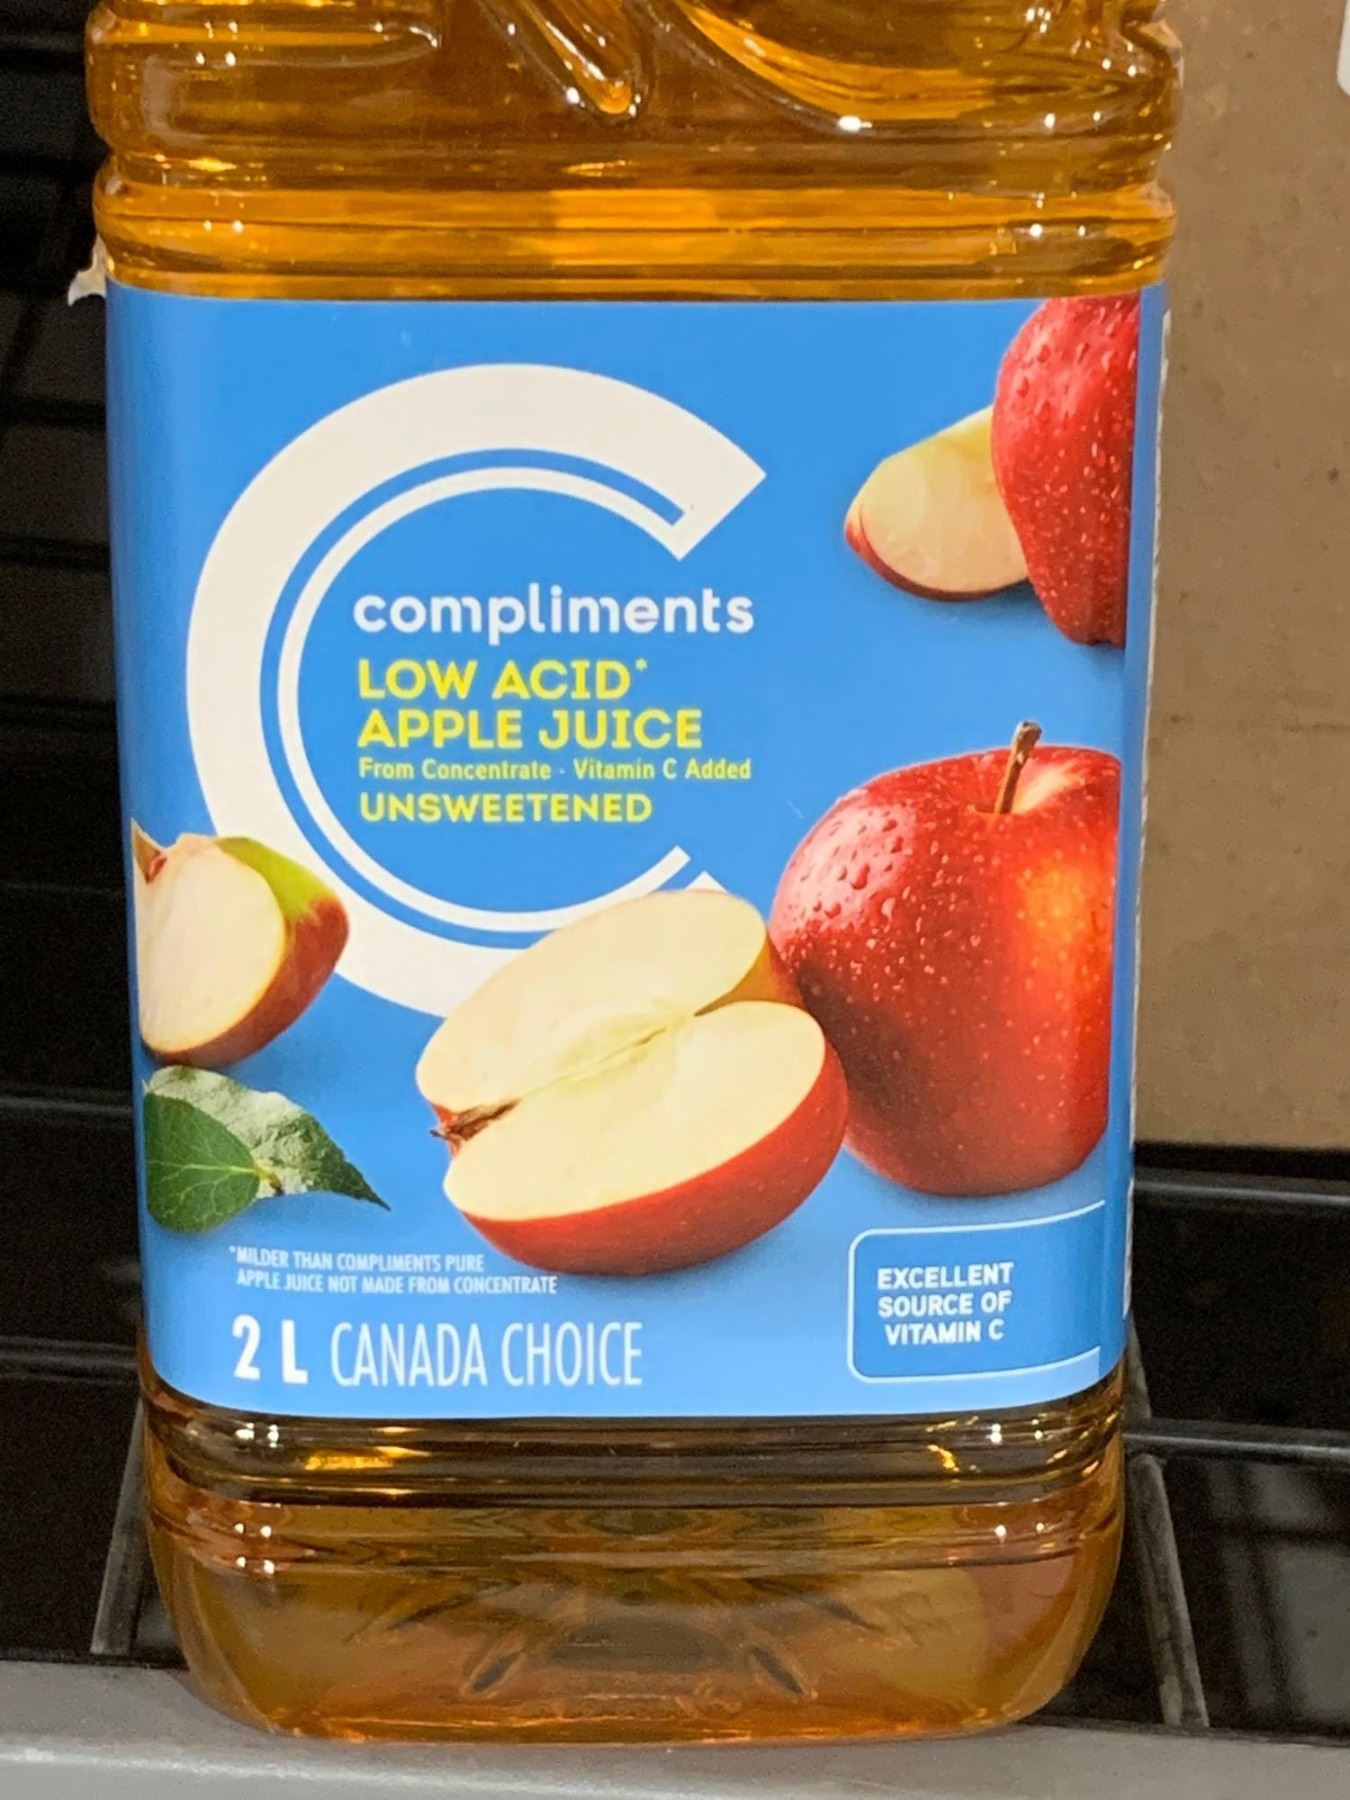 compliments
LOW ACID*
APPLE JUICE
From Concentrate · Vitamin C Added
UNSWEETENED
*MILDER THAN COMPLIMENTS PURE
APPLE JUICE NOT MADE FROM CONCENTRATE
2 L CANADA CHOICE
EXCELLENT
SOURCE OF
VITAMIN C